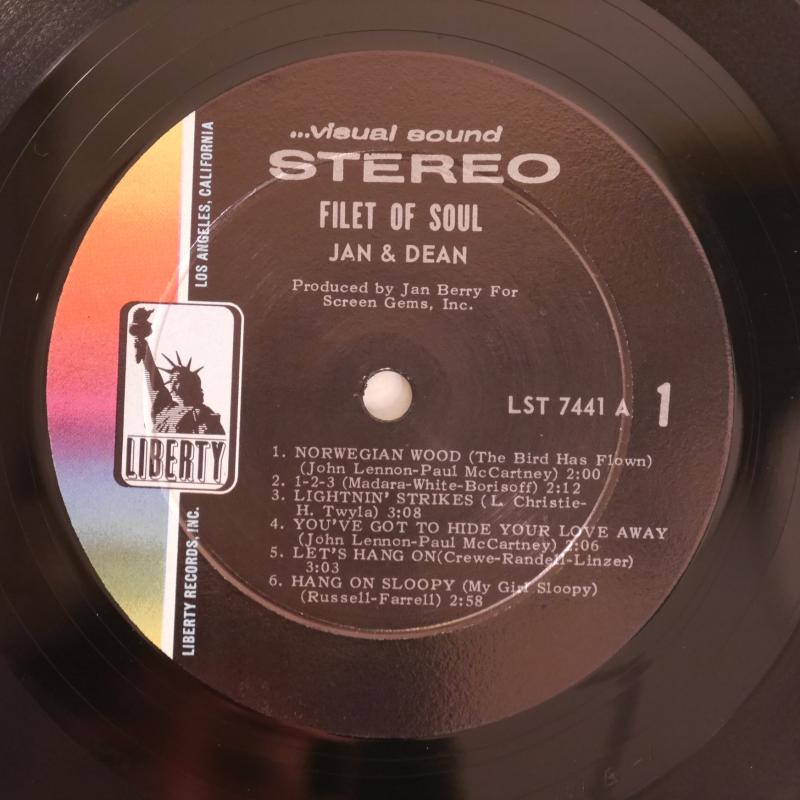 ...visual sound
STEREO
FILET OF SOUL
JAN & DEAN
Produced by Jan Berry For
Screen Gems, Inc.
LOS ANGELES, CALIFORNIA
LIBERTY
LIBERTY RECORDS, INC.
LST 7441 A 1
1. NORWEGIAN WOOD (The Bird Has Flown)
(John Lennon-Paul McCartney) 2:00
2. 1-2-3 (Madara-White-Borisoff) 2:12
3. LIGHTNIN' STRIKES (L. Christie-
H. Twyla) 3:08
4. YOU'VE GOT TO HIDE YOUR LOVE AWAY
(John Lennon-Paul McCartney) 2:06
5. LET'S HANG ON(Crewe-Randell-Linzer)
3:03
6. HANG ON SLOOPY (My Girl Sloopy)
(Russell-Farrell) 2:58